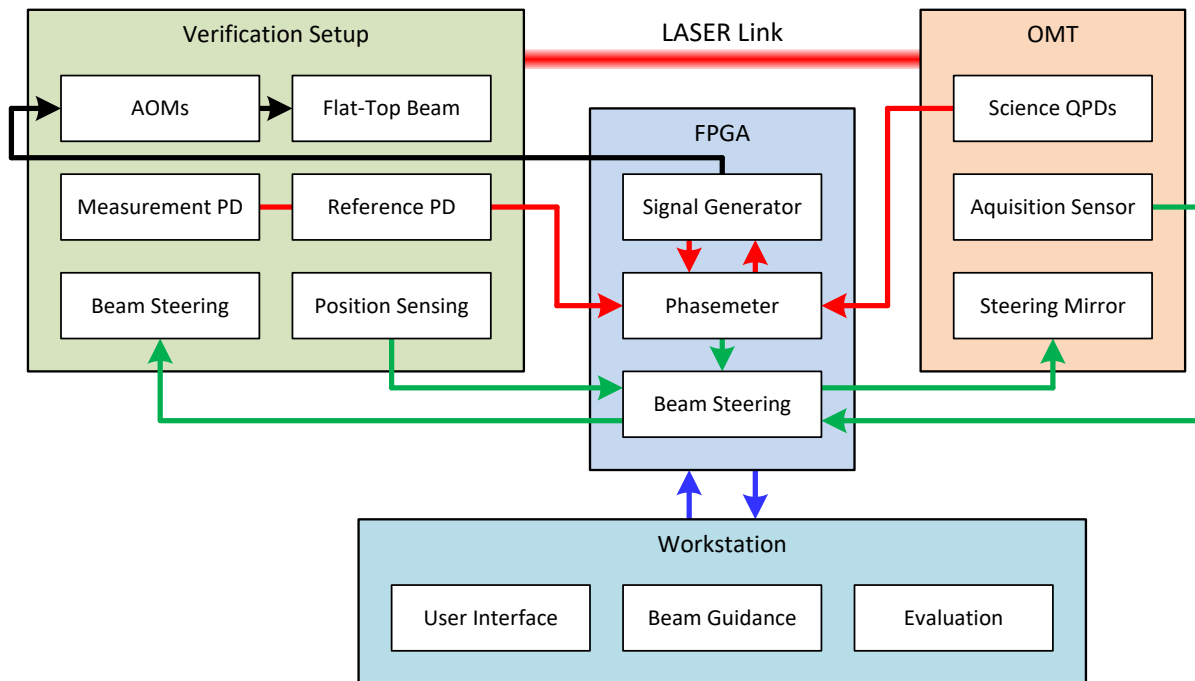 Verification Setup
AOMs
Flat-Top Beam
Measurement PD
Reference PD
Beam Steering
Position Sensing
LASER Link
FPGA
Signal Generator
Phasemeter
Beam Steering
OMT
Science QPDs
Aquisition Sensor
Steering Mirror
Workstation
User Interface
Beam Guidance
Evaluation